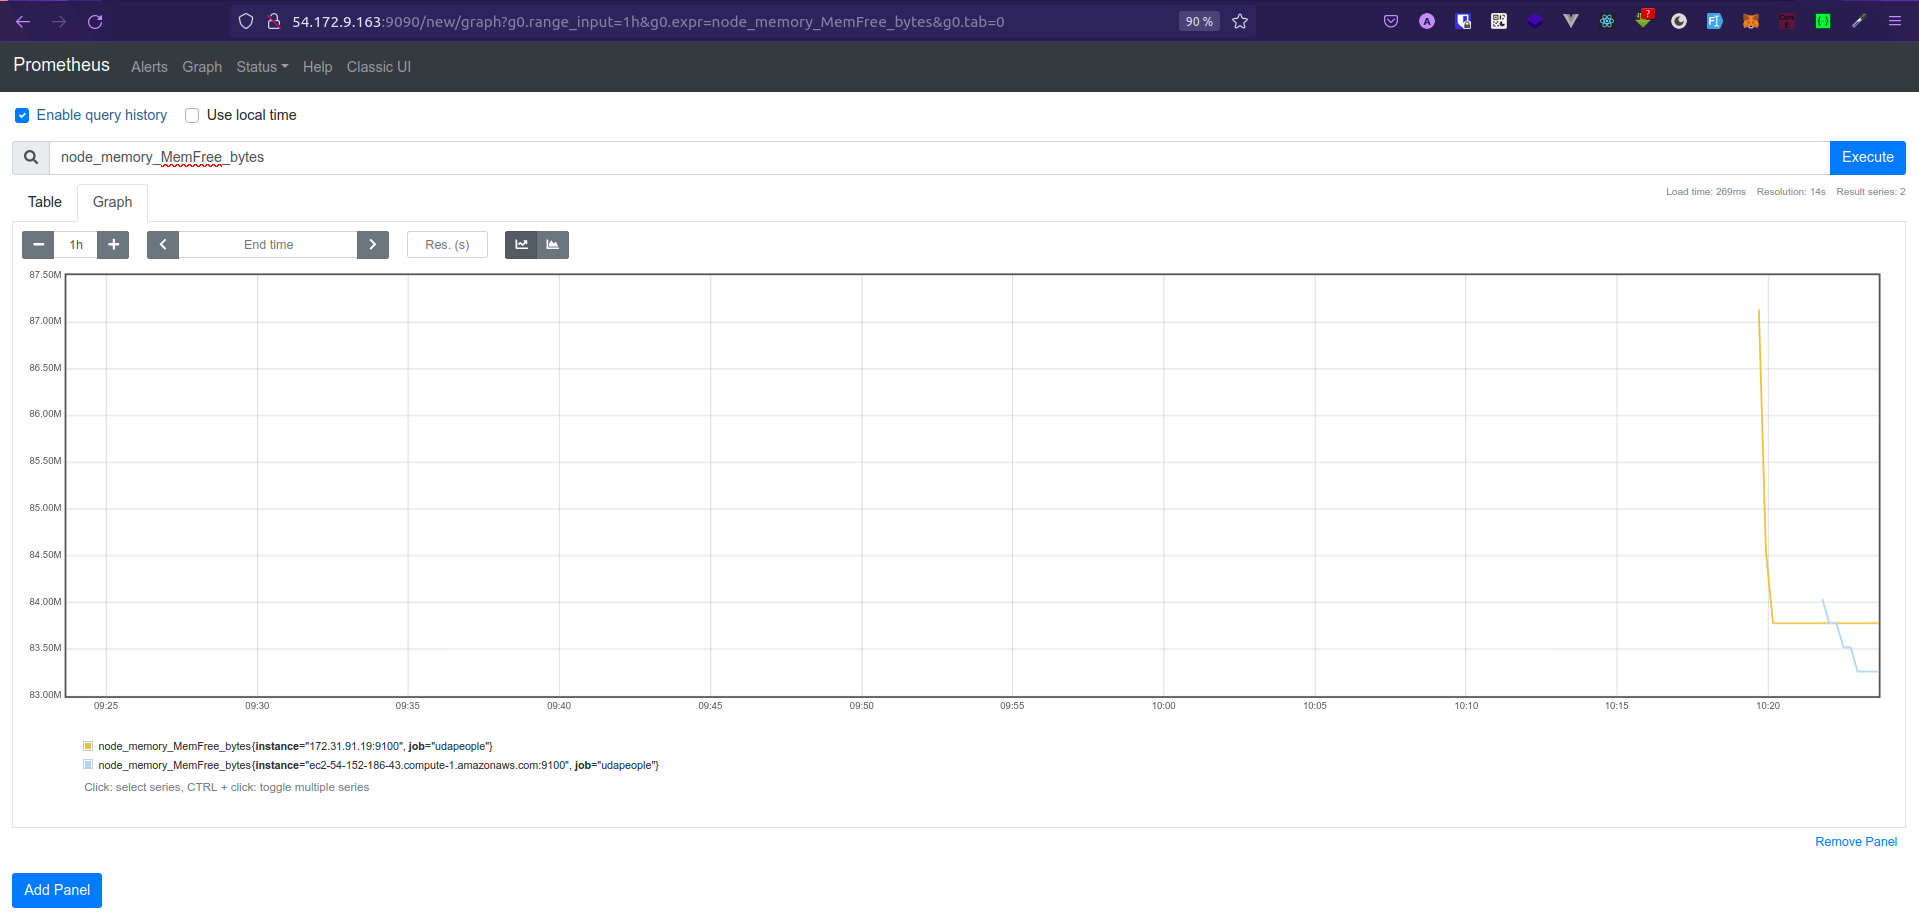 54.172.9.163:9090/new/graph?g0.range_input=1h&g0.expr=node_memory_MemFree_bytes&g0.tab=0 90 %
Prometheus Alerts Graph Status Help Classic UI
Enable query history Use local time
node_memory_MemFree_bytes Execute
Table Graph Load time: 269ms Resolution: 14s Result series: 2
1h End time Res. (s)
87.50M
87.00M
86.50M
86.00M
85.50M
85.00M
84.50M
84.00M
83.50M
83.00M
09:25 09:30 09:35 09:40 09:45 09:50 09:55 10:00 10:05 10:10 10:15 10:20
node_memory_MemFree_bytes{instance="172.31.91.19:9100", job="udapeople"}
node_memory_MemFree_bytes{instance="ec2-54-152-186-43.compute-1.amazonaws.com:9100", job="udapeople"}
Click: select series, CTRL + click: toggle multiple series
Remove Panel
Add Panel